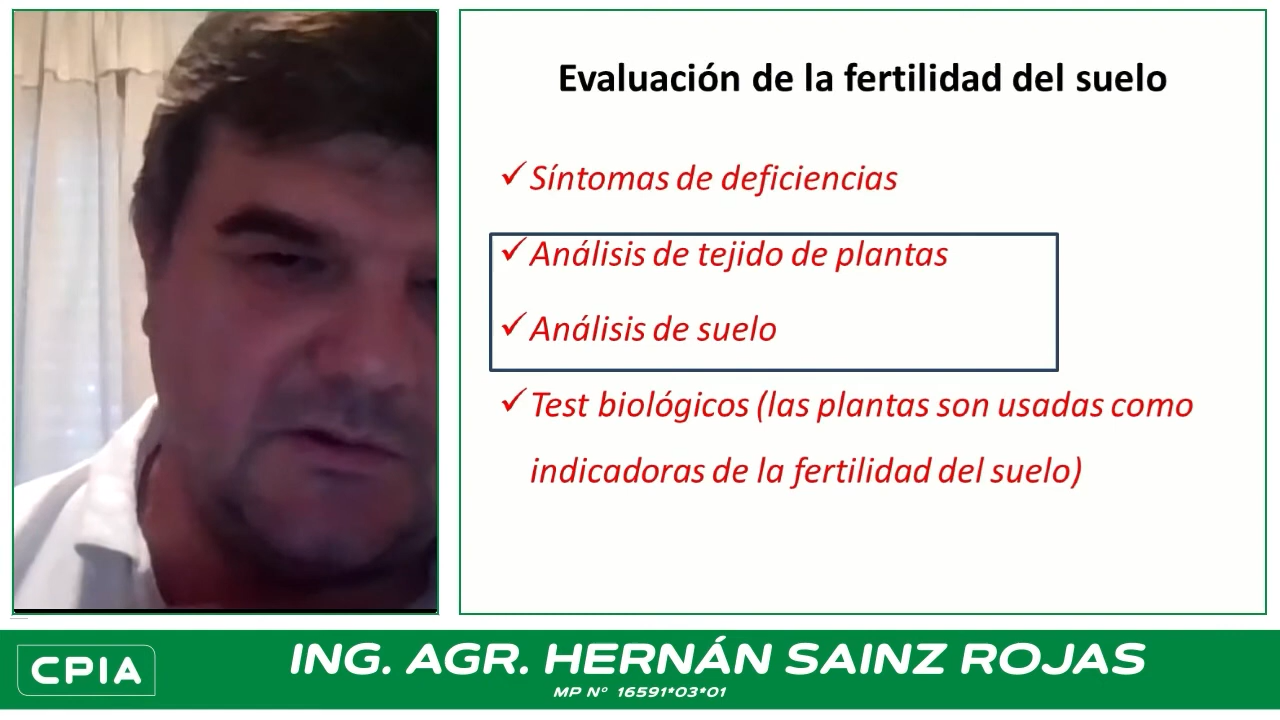 Evaluación de la fertilidad del suelo
✓Síntomas de deficiencias
✓Análisis de tejido de plantas
✓Análisis de suelo
✓Test biológicos (las plantas son usadas como
indicadoras de la fertilidad del suelo)
CPIA
ING. AGR. HERNÁN SAINZ ROJAS
MP Nº 16591*03*01